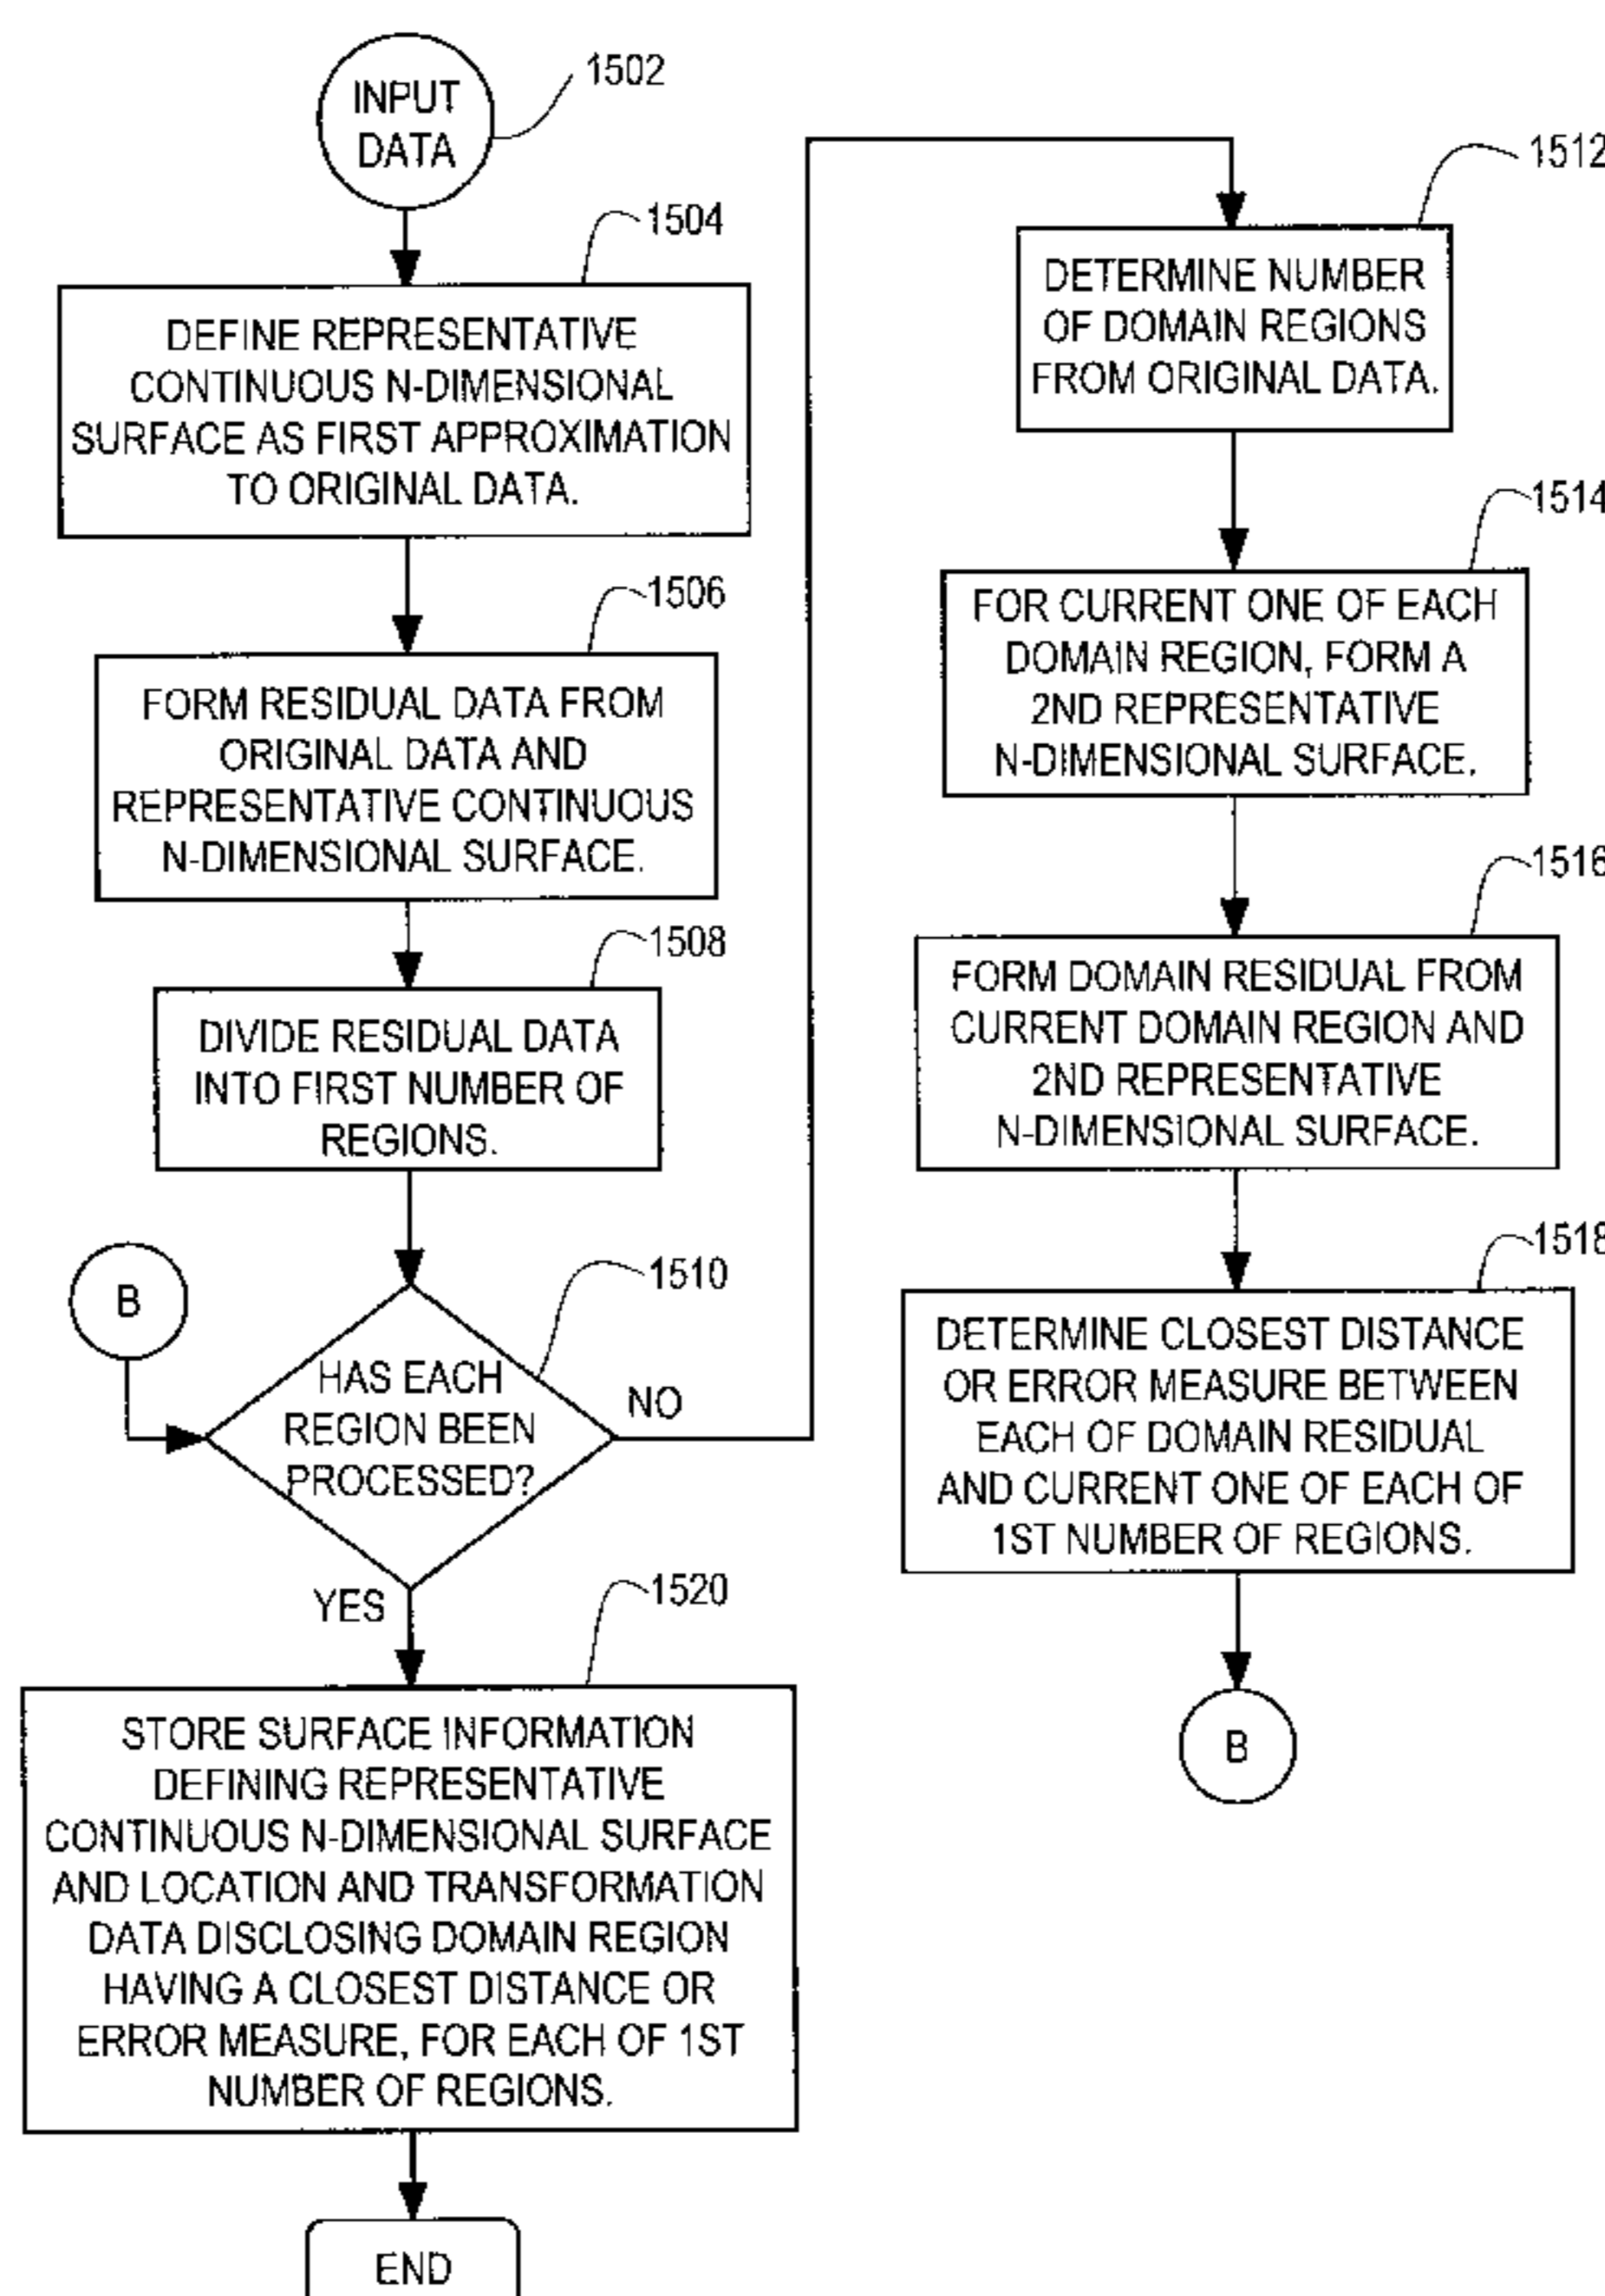 INPUT
DATA
1502
1504
DEFINE REPRESENTATIVE
CONTINUOUS N-DIMENSIONAL
SURFACE AS FIRST APPROXIMATION
TO ORIGINAL DATA.
1506
FORM RESIDUAL DATA FROM
ORIGINAL DATA AND
REPRESENTATIVE CONTINUOUS
N-DIMENSIONAL SURFACE.
1508
DIVIDE RESIDUAL DATA
INTO FIRST NUMBER OF
REGIONS.
B
1510
HAS EACH
REGION BEEN
PROCESSED?
NO
YES
1520
STORE SURFACE INFORMATION
DEFINING REPRESENTATIVE
CONTINUOUS N-DIMENSIONAL SURFACE
AND LOCATION AND TRANSFORMATION
DATA DISCLOSING DOMAIN REGION
HAVING A CLOSEST DISTANCE OR
ERROR MEASURE, FOR EACH OF 1ST
NUMBER OF REGIONS.
END
1512
DETERMINE NUMBER
OF DOMAIN REGIONS
FROM ORIGINAL DATA.
1514
FOR CURRENT ONE OF EACH
DOMAIN REGION, FORM A
2ND REPRESENTATIVE
N-DIMENSIONAL SURFACE.
1516
FORM DOMAIN RESIDUAL FROM
CURRENT DOMAIN REGION AND
2ND REPRESENTATIVE
N-DIMENSIONAL SURFACE.
1518
DETERMINE CLOSEST DISTANCE
OR ERROR MEASURE BETWEEN
EACH OF DOMAIN RESIDUAL
AND CURRENT ONE OF EACH OF
1ST NUMBER OF REGIONS.
B